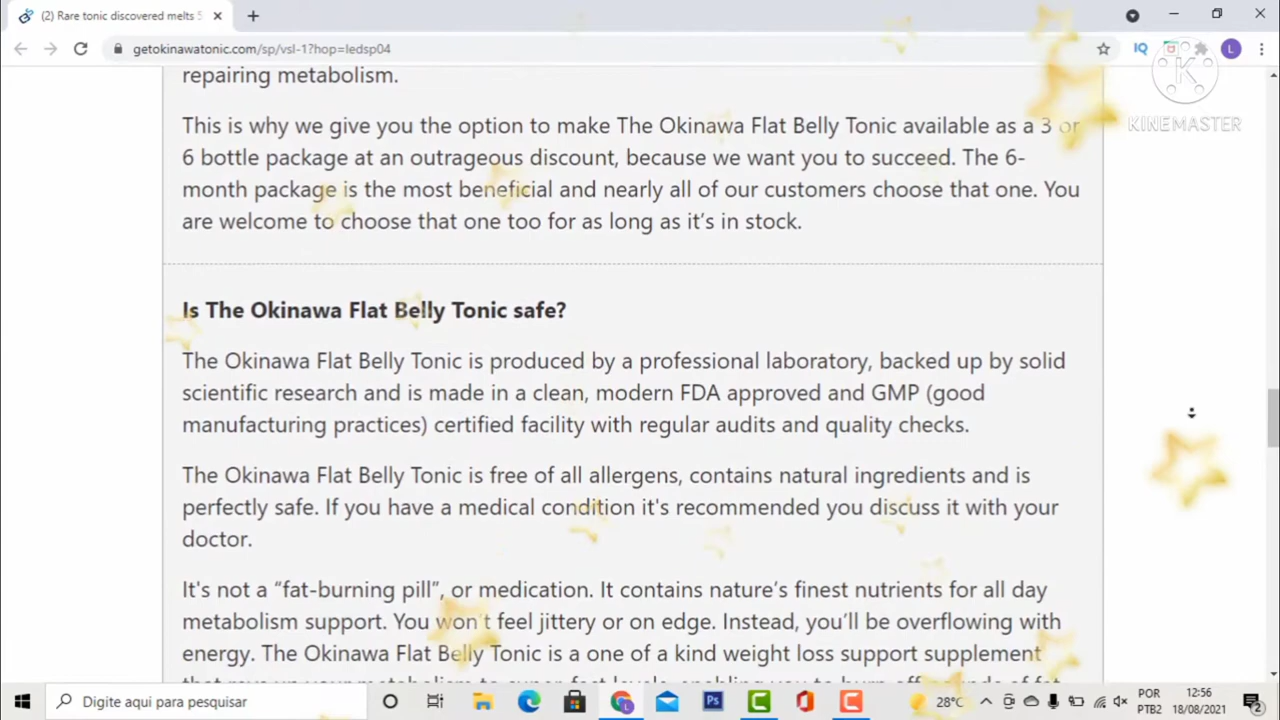 (2) Rare tonic discovered melts 5
getokinawatonic.com/sp/vsl-1?hop=ledsp04
IQ
L
KINEMASTER
repairing metabolism.
This is why we give you the option to make The Okinawa Flat Belly Tonic available as a 3 or
6 bottle package at an outrageous discount, because we want you to succeed. The 6-
month package is the most beneficial and nearly all of our customers choose that one. You
are welcome to choose that one too for as long as it’s in stock.
Is The Okinawa Flat Belly Tonic safe?
The Okinawa Flat Belly Tonic is produced by a professional laboratory, backed up by solid
scientific research and is made in a clean, modern FDA approved and GMP (good
manufacturing practices) certified facility with regular audits and quality checks.
The Okinawa Flat Belly Tonic is free of all allergens, contains natural ingredients and is
perfectly safe. If you have a medical condition it's recommended you discuss it with your
doctor.
It's not a “fat-burning pill”, or medication. It contains nature’s finest nutrients for all day
metabolism support. You won’t feel jittery or on edge. Instead, you’ll be overflowing with
energy. The Okinawa Flat Belly Tonic is a one of a kind weight loss support supplement
Digite aqui para pesquisar
Ps
28°C
POR
PTB2
12:56
18/08/2021
2